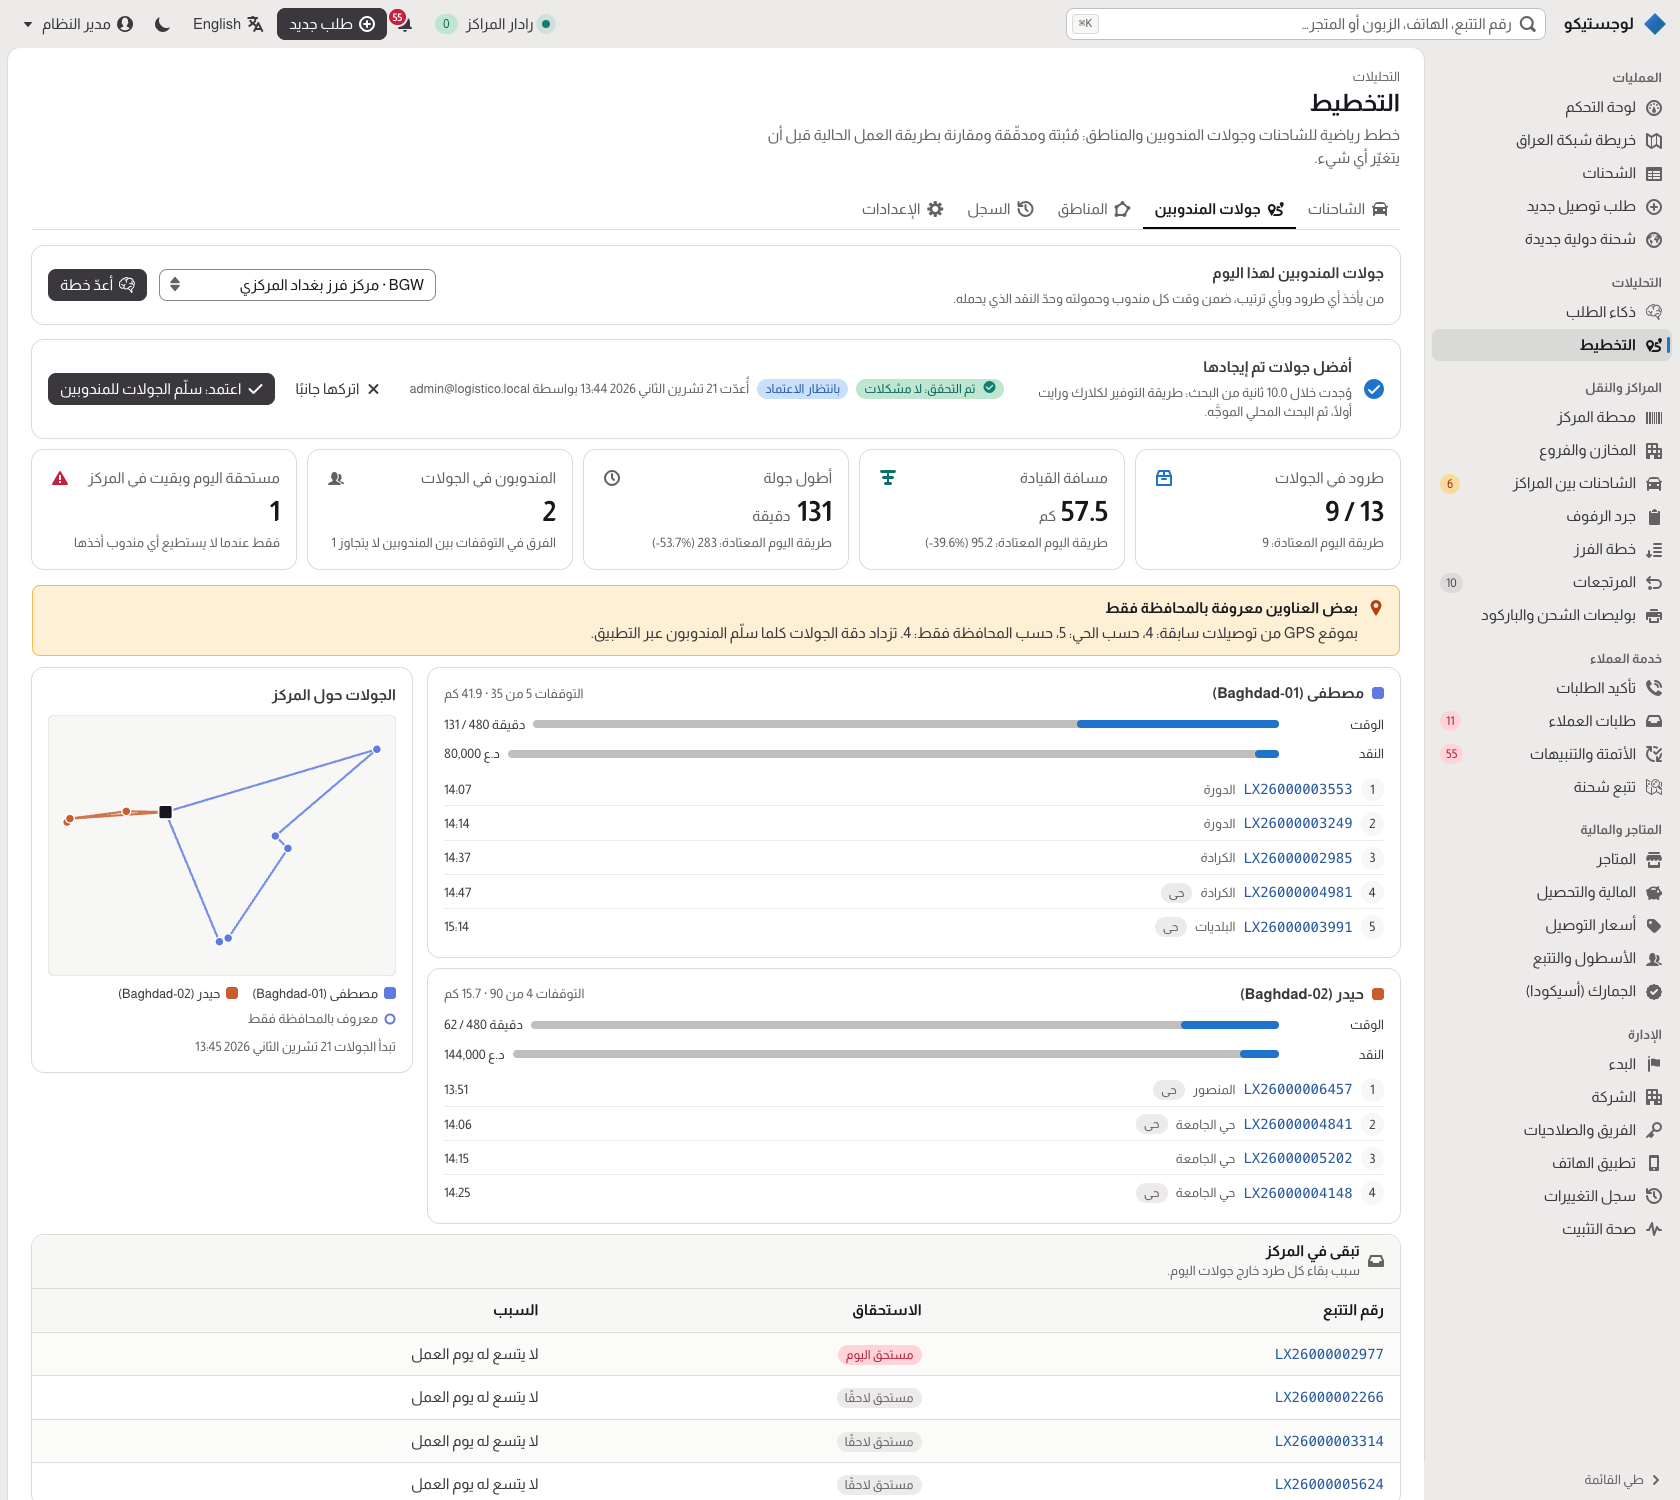 لوجستيكو
رقم التتبع، الهاتف، الزبون أو المتجر...
⌘K
رادار المراكز
0
55
طلب جديد
English
مدير النظام
العمليات
لوحة التحكم
خريطة شبكة العراق
الشحنات
طلب توصيل جديد
شحنة دولية جديدة
التحليلات
ذكاء الطلب
التخطيط
المراكز والنقل
محطة المركز
المخازن والفروع
الشاحنات بين المراكز
6
جرد الرفوف
خطة الفرز
المرتجعات
10
بوليصات الشحن والباركود
خدمة العملاء
تأكيد الطلبات
طلبات العملاء
11
الأتمتة والتنبيهات
55
تتبع شحنة
المتاجر والمالية
المتاجر
المالية والتحصيل
أسعار التوصيل
الأسطول والتتبع
الجمارك (أسيكودا)
الإدارة
البدء
الشركة
الفريق والصلاحيات
تطبيق الهاتف
سجل التغييرات
صحة التثبيت
طي القائمة
التحليلات
التخطيط
خطط رياضية للشاحنات وجولات المندوبين والمناطق: مُثبتة ومدقَّقة ومقارنة بطريقة العمل الحالية قبل أن
يتغيّر أي شيء.
الشاحنات
جولات المندوبين
المناطق
السجل
الإعدادات
جولات المندوبين لهذا اليوم
من يأخذ أي طرود وبأي ترتيب، ضمن وقت كل مندوب وحمولته وحدّ النقد الذي يحمله.
BGW · مركز فرز بغداد المركزي
أعدّ خطة
أفضل جولات تم إيجادها
وُجدت خلال 10.0 ثانية من البحث: طريقة التوفير لكلارك ورايت
أولًا، ثم البحث المحلي الموجَّه.
تم التحقق: لا مشكلات
بانتظار الاعتماد
أُعدّت 21 تشرين الثاني 2026 13:44 بواسطة admin@logistico.local
اتركها جانبًا
اعتمد: سلّم الجولات للمندوبين
طرود في الجولات
9 / 13
طريقة اليوم المعتادة: 9
مسافة القيادة
57.5 كم
طريقة اليوم المعتادة: 95.2 (-39.6%)
أطول جولة
131 دقيقة
طريقة اليوم المعتادة: 283 (-53.7%)
المندوبون في الجولات
2
الفرق في التوقفات بين المندوبين لا يتجاوز 1
مستحقة اليوم وبقيت في المركز
1
فقط عندما لا يستطيع أي مندوب أخذها
بعض العناوين معروفة بالمحافظة فقط
بموقع GPS من توصيلات سابقة: 4، حسب الحي: 5، حسب المحافظة فقط: 4. تزداد دقة الجولات كلما سلّم المندوبون عبر التطبيق.
مصطفى (Baghdad-01)
التوقفات 5 من 35 · 41.9 كم
الوقت
131 / 480 دقيقة
النقد
80,000 د.ع
1 LX26000003553 الدورة 14:07
2 LX26000003249 الدورة 14:14
3 LX26000002985 الكرادة 14:37
4 LX26000004981 الكرادة حي 14:47
5 LX26000003991 البلديات حي 15:14
حيدر (Baghdad-02)
التوقفات 4 من 90 · 15.7 كم
الوقت
62 / 480 دقيقة
النقد
144,000 د.ع
1 LX26000006457 المنصور حي 13:51
2 LX26000004841 حي الجامعة حي 14:06
3 LX26000005202 حي الجامعة 14:15
4 LX26000004148 حي الجامعة حي 14:25
الجولات حول المركز
مصطفى (Baghdad-01)
حيدر (Baghdad-02)
معروف بالمحافظة فقط
تبدأ الجولات 21 تشرين الثاني 2026 13:45
تبقى في المركز
سبب بقاء كل طرد خارج جولات اليوم.
رقم التتبع الاستحقاق السبب
LX26000002977 مستحق اليوم لا يتسع له يوم العمل
LX26000002266 مستحق لاحقًا لا يتسع له يوم العمل
LX26000003314 مستحق لاحقًا لا يتسع له يوم العمل
LX26000005624 مستحق لاحقًا لا يتسع له يوم العمل